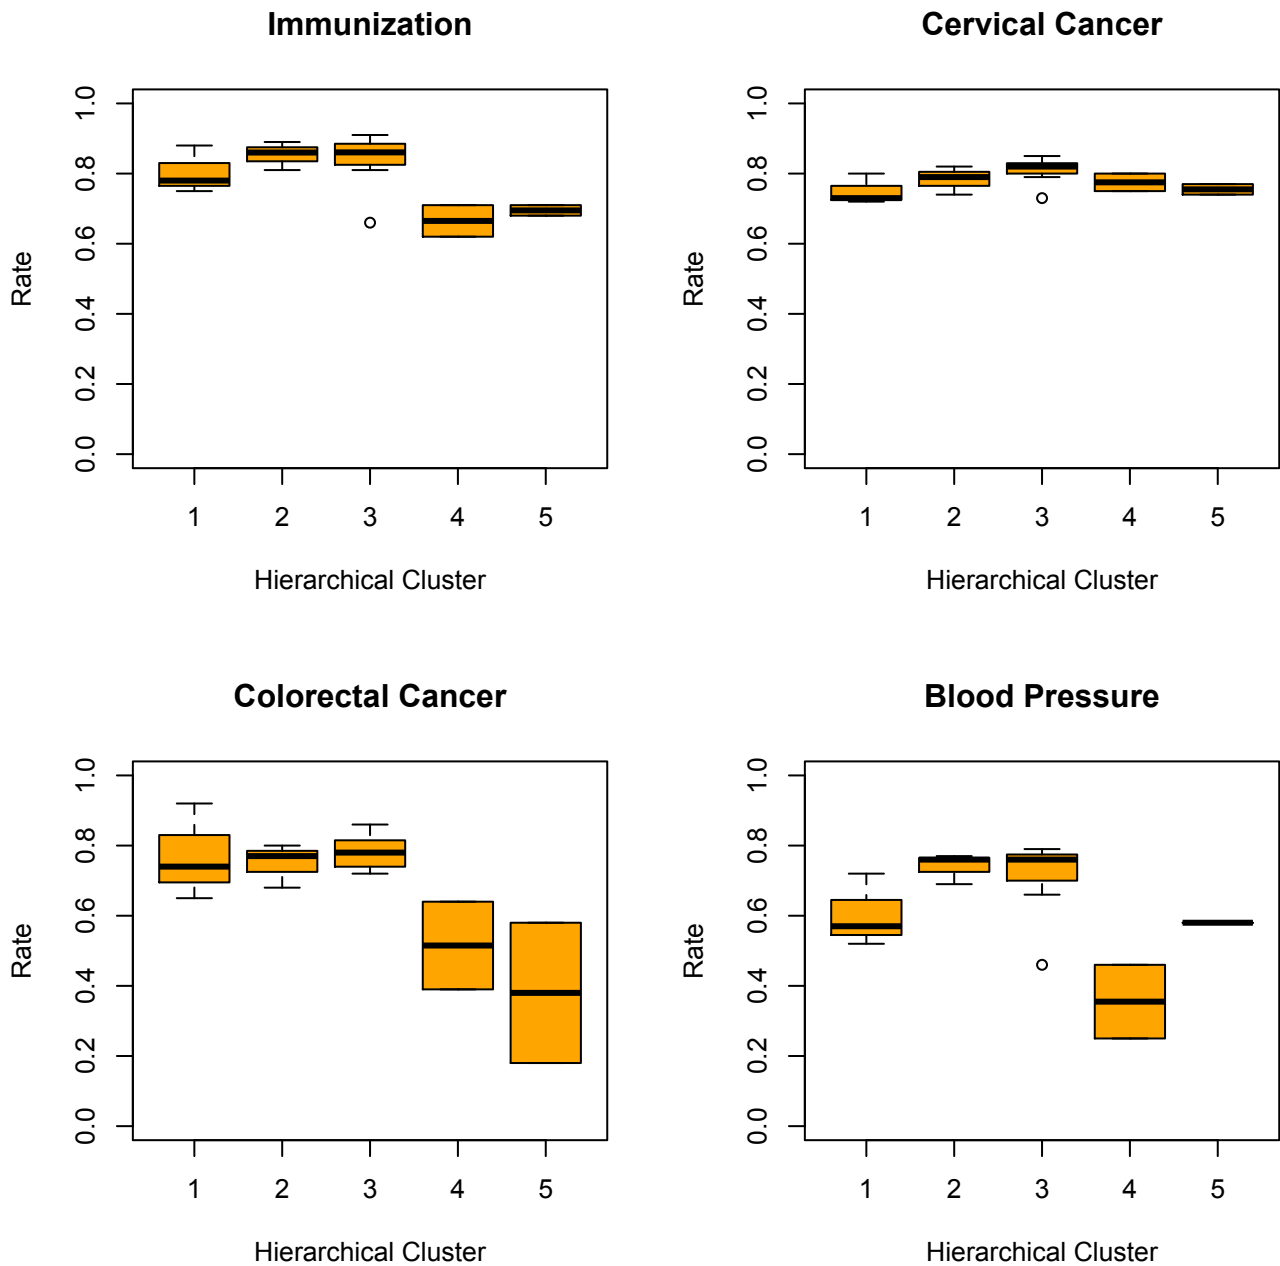 Immunization
Rate
0.0 0.2 0.4 0.6 0.8 1.0
1 2 3 4 5
Hierarchical Cluster
Cervical Cancer
Rate
0.0 0.2 0.4 0.6 0.8 1.0
1 2 3 4 5
Hierarchical Cluster
Colorectal Cancer
Rate
0.0 0.2 0.4 0.6 0.8 1.0
1 2 3 4 5
Hierarchical Cluster
Blood Pressure
Rate
0.0 0.2 0.4 0.6 0.8 1.0
1 2 3 4 5
Hierarchical Cluster